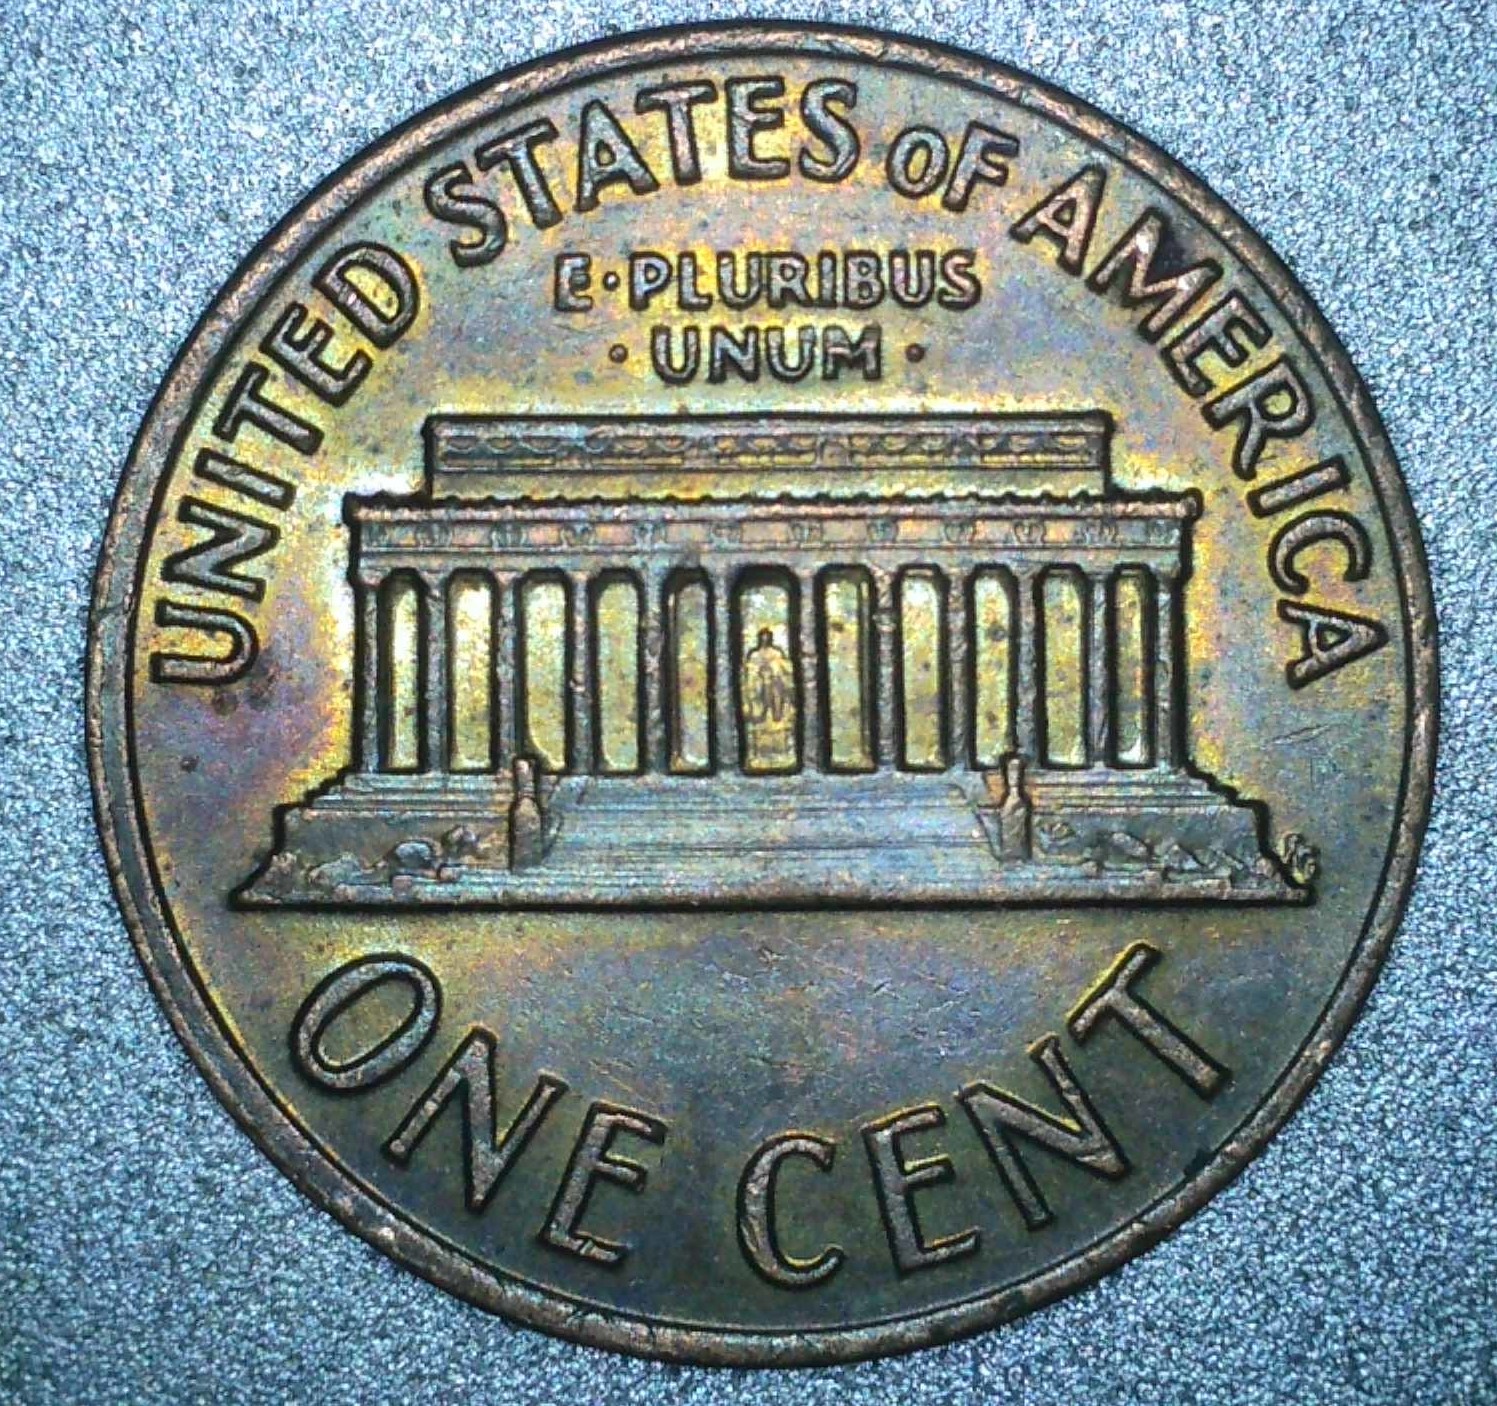 UNITED STATES OF AMERICA
E·PLURIBUS
·UNUM·
ONE CENT